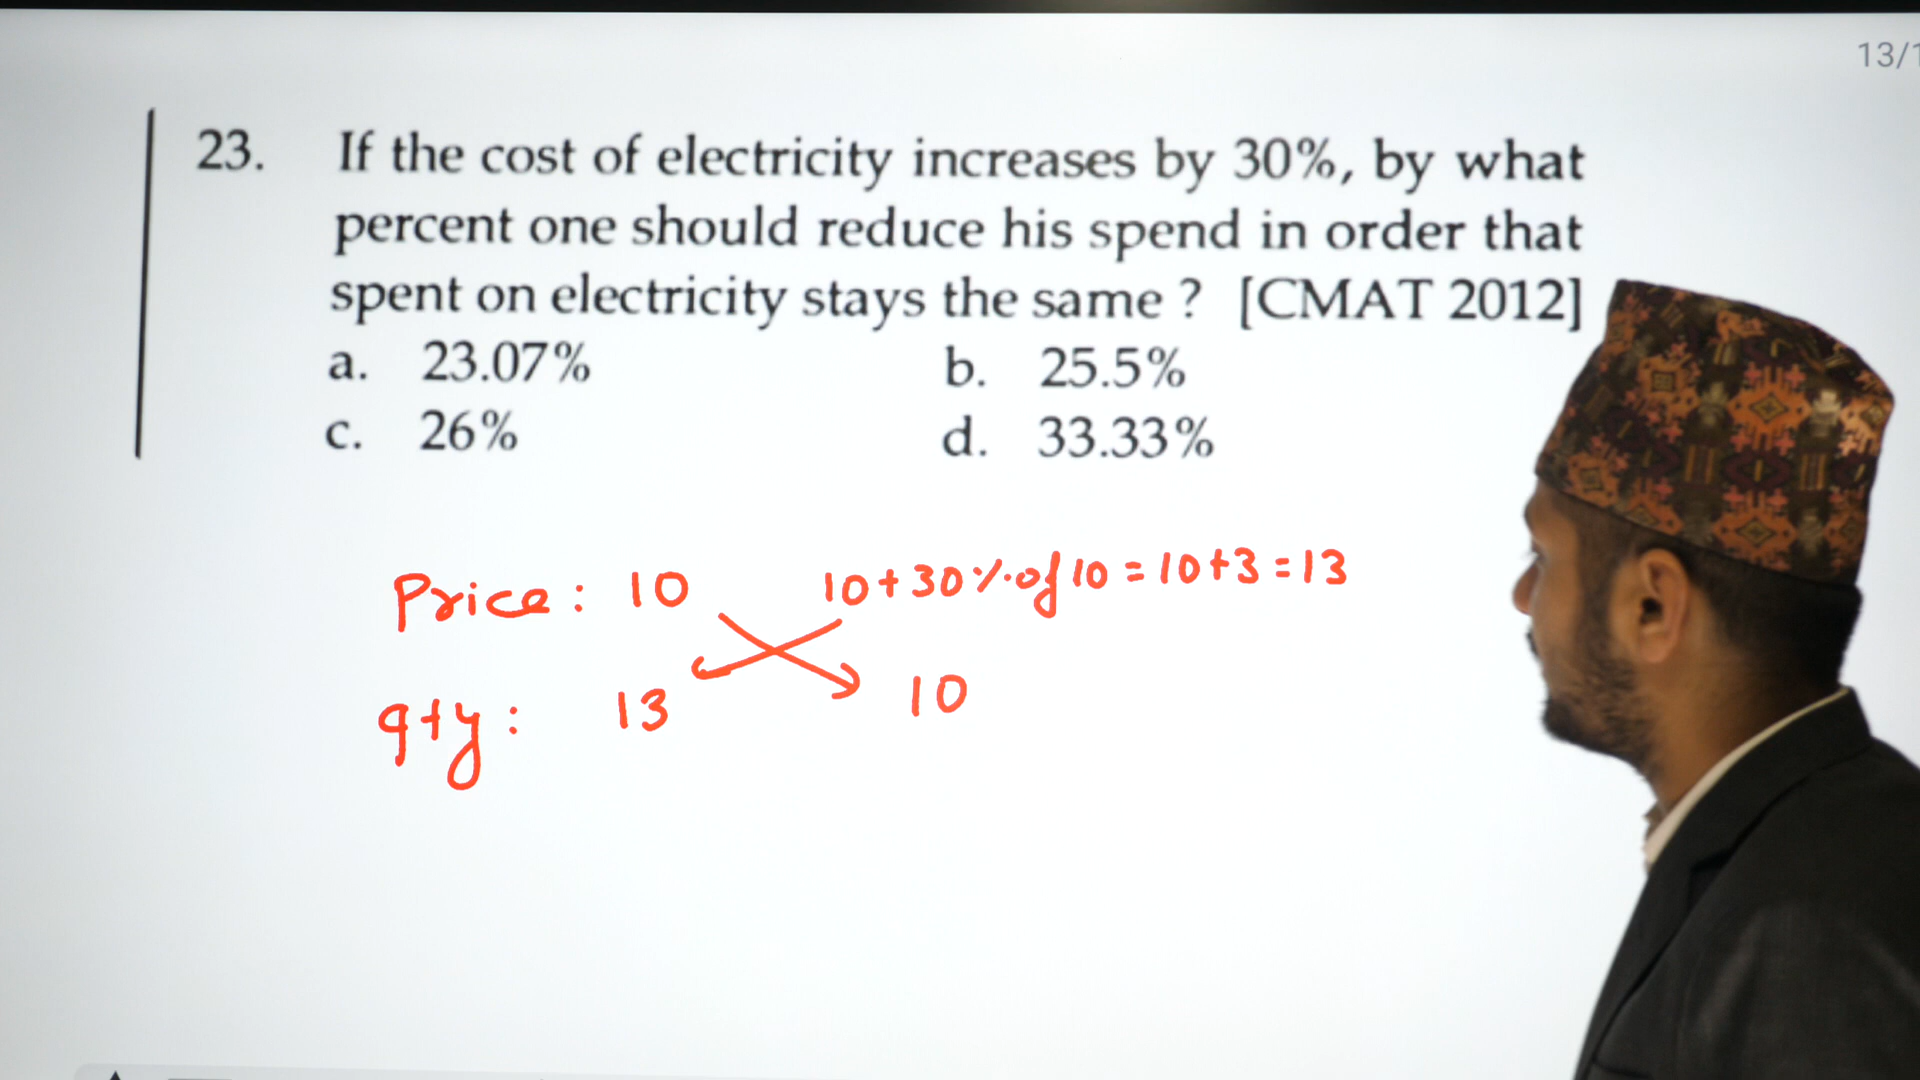 13/1
23. If the cost of electricity increases by 30%, by what
percent one should reduce his spend in order that
spent on electricity stays the same ? [CMAT 2012]
a. 23.07% b. 25.5%
c. 26% d. 33.33%
Price : 10 10+30%.of 10 = 10+3 = 13
qty : 13 10